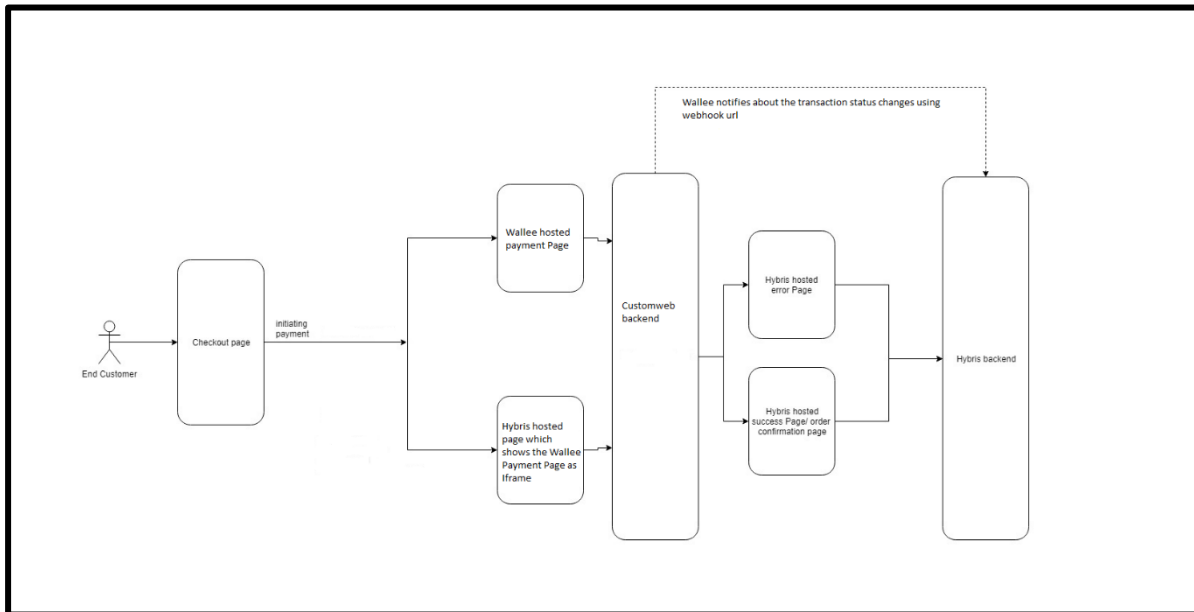 Wallee notifies about the transaction status changes using
webhook url
Wallee hosted
payment Page
Hybris hosted
error Page
Customweb
backend
initiating
payment
Checkout page
Hybris backend
End Customer
Hybris hosted
success Page/ order
confirmation page
Hybris hosted
page which
shows the Wallee
Payment Page as
Iframe